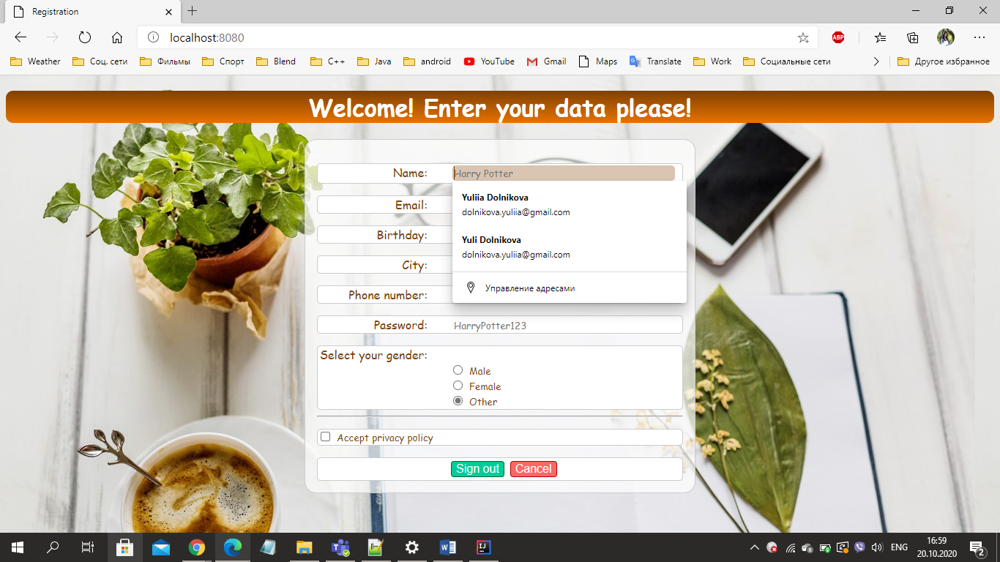 Registration
localhost:8080
ABP
Weather Соц. сети Фильмы Спорт Blend C++ Java android YouTube Gmail Maps Translate Work Социальные сети Другое избранное
Welcome! Enter your data please!
Name: Harry Potter
Yuliia Dolnikova
Email:
dolnikova.yuliia@gmail.com
Birthday:
Yuli Dolnikova
dolnikova.yuliia@gmail.com
City:
Управление адресами
Phone number:
Password: HarryPotter123
Select your gender:
Male
Female
Other
Accept privacy policy
Sign out Cancel
16:59
ENG
20.10.2020
2